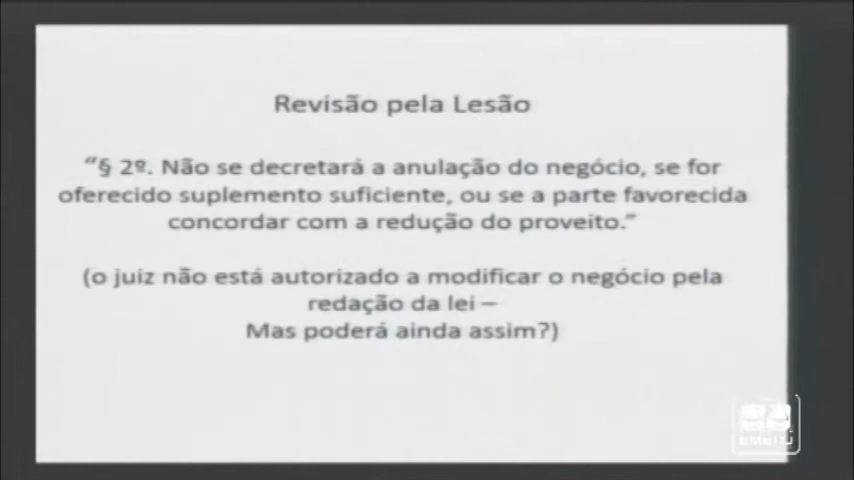 Revisão pela Lesão
“§ 2º. Não se decretará a anulação do negócio, se for
oferecido suplemento suficiente, ou se a parte favorecida
concordar com a redução do proveito.”
(o juiz não está autorizado a modificar o negócio pela
redação da lei –
Mas poderá ainda assim?)